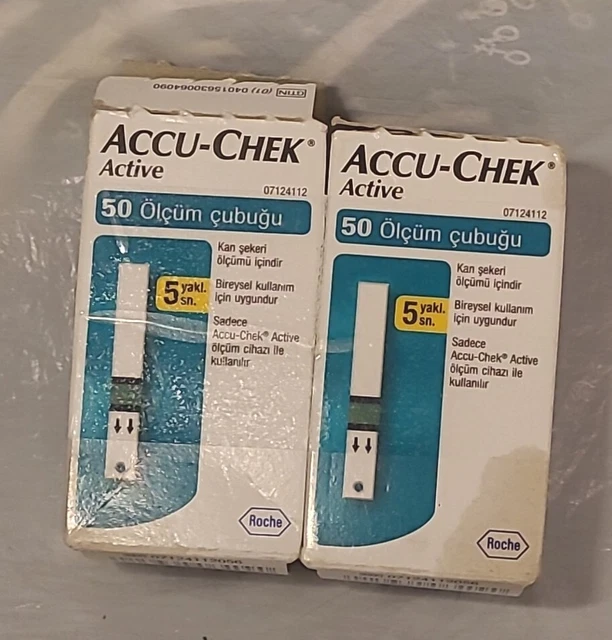 GTIN (01) 04015630064090
ACCU-CHEK®
Active
07124112
50 Ölçüm çubuğu
Kan şekeri
ölçümü içindir
5 yakl.
sn.
Bireysel kullanım
için uygundur
Sadece
Accu-Chek® Active
ölçüm cihazı ile
kullanılır
Roche
07124112056
ACCU-CHEK®
Active
07124112
50 Ölçüm çubuğu
Kan şekeri
ölçümü içindir
5 yakl.
sn.
Bireysel kullanım
için uygundur
Sadece
Accu-Chek® Active
ölçüm cihazı ile
kullanılır
Roche
07124112056